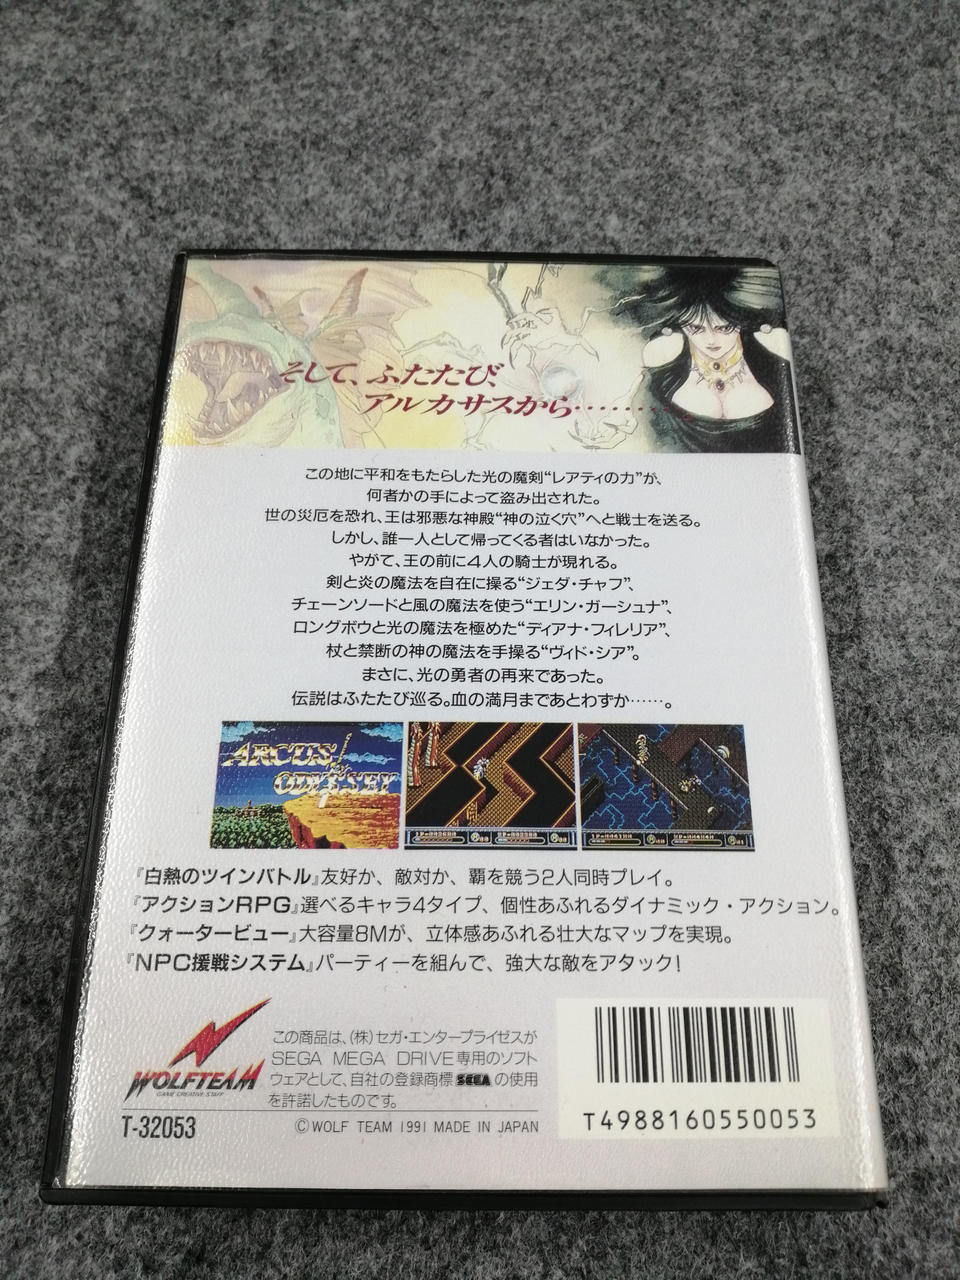 そして、ふたたび、
アルカサスから………
この地に平和をもたらした光の魔剣“レアティの力”が、
何者かの手によって盗み出された。
世の災厄を恐れ、王は邪悪な神殿“神の泣く穴”へと戦士を送る。
しかし、誰一人として帰ってくる者はいなかった。
やがて、王の前に4人の騎士が現れる。
剣と炎の魔法を自在に操る“ジェダ・チャフ”、
チェーンソードと風の魔法を使う“エリン・ガーシュナ”、
ロングボウと光の魔法を極めた“ディアナ・フィレリア”、
杖と禁断の神の魔法を手操る“ヴィド・シア”。
まさに、光の勇者の再来であった。
伝説はふたたび巡る。血の満月まであとわずか……。
ARCUS
ODYSSEY
『白熱のツインバトル』友好か、敵対か、覇を競う2人同時プレイ。
『アクションRPG』選べるキャラ4タイプ、個性あふれるダイナミック・アクション。
『クォータービュー』大容量8Mが、立体感あふれる壮大なマップを実現。
『NPC援戦システム』パーティーを組んで、強大な敵をアタック!
WOLFTEAM
GAME CREATIVE STAFF
T-32053
この商品は、(株)セガ・エンタープライゼスが
SEGA MEGA DRIVE専用のソフト
ウェアとして、自社の登録商標SEGAの使用
を許諾したものです。
©WOLF TEAM 1991 MADE IN JAPAN
T4988160550053